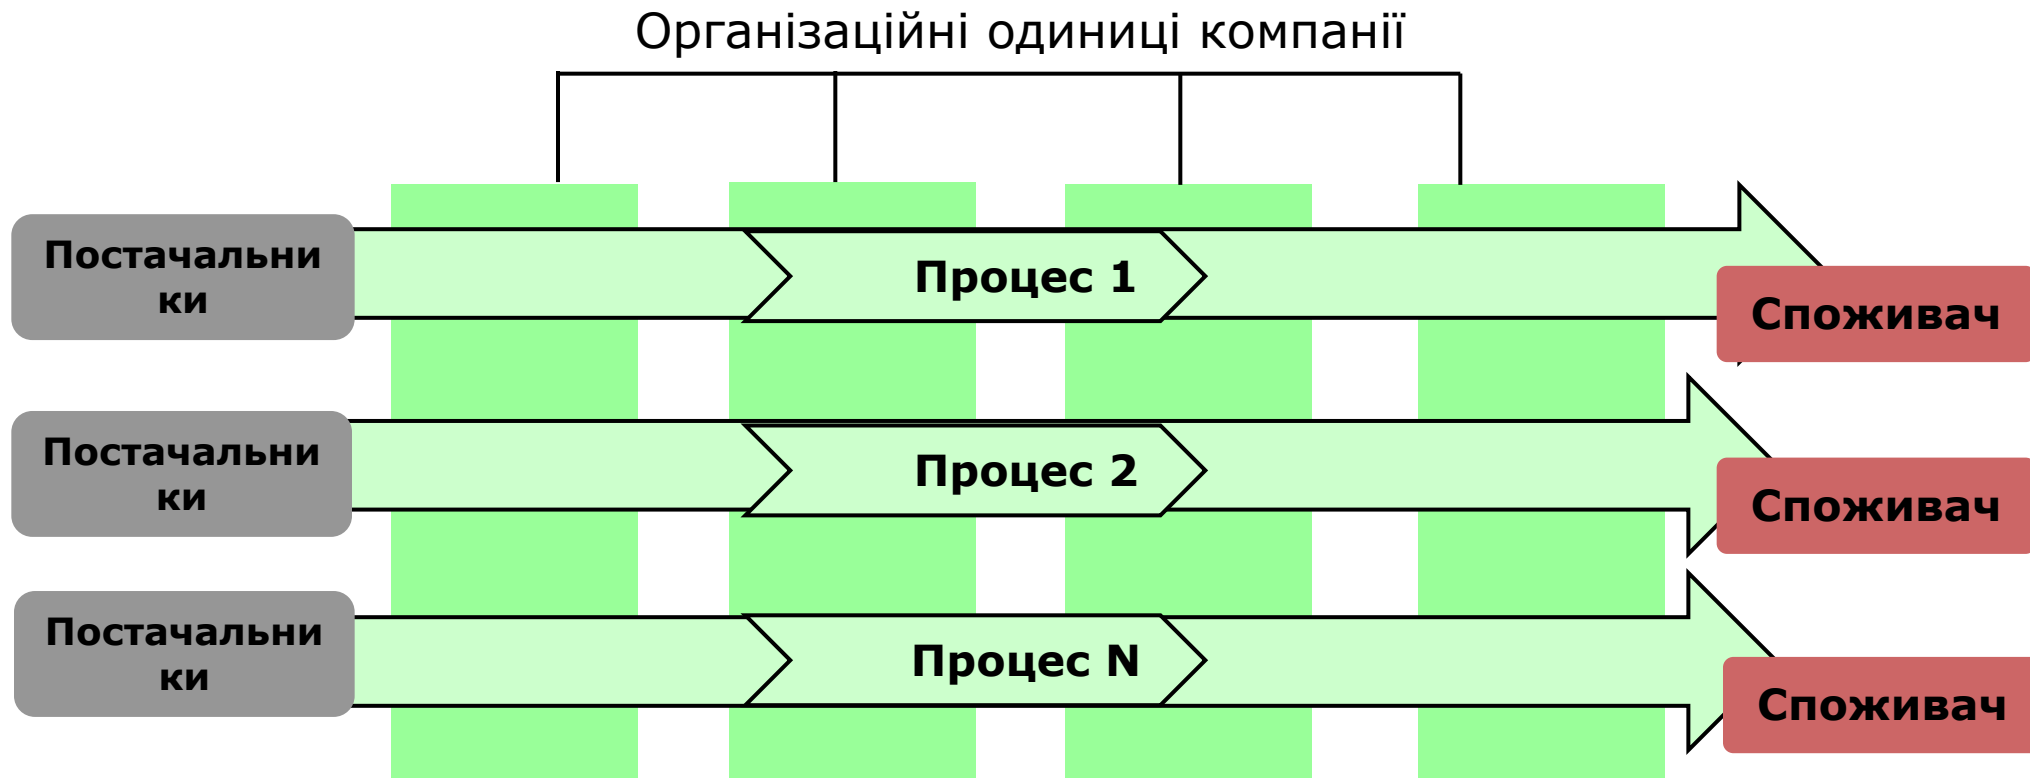 Організаційні одиниці компанії
Постачальни
ки
Процес 1
Споживач
Постачальни
ки
Процес 2
Споживач
Постачальни
ки
Процес N
Споживач